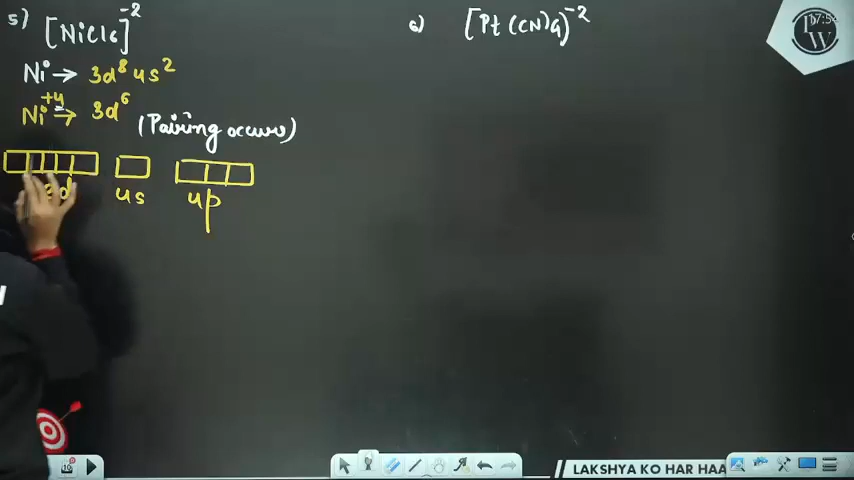 5) [NiCl6]^-2
Ni° → 3d⁸ 4s²
Ni^+4 → 3d⁶
(Pairing occurs)
3d 4s 4p
6) [Pt(CN)4]^-2
LAKSHYA KO HAR HAA